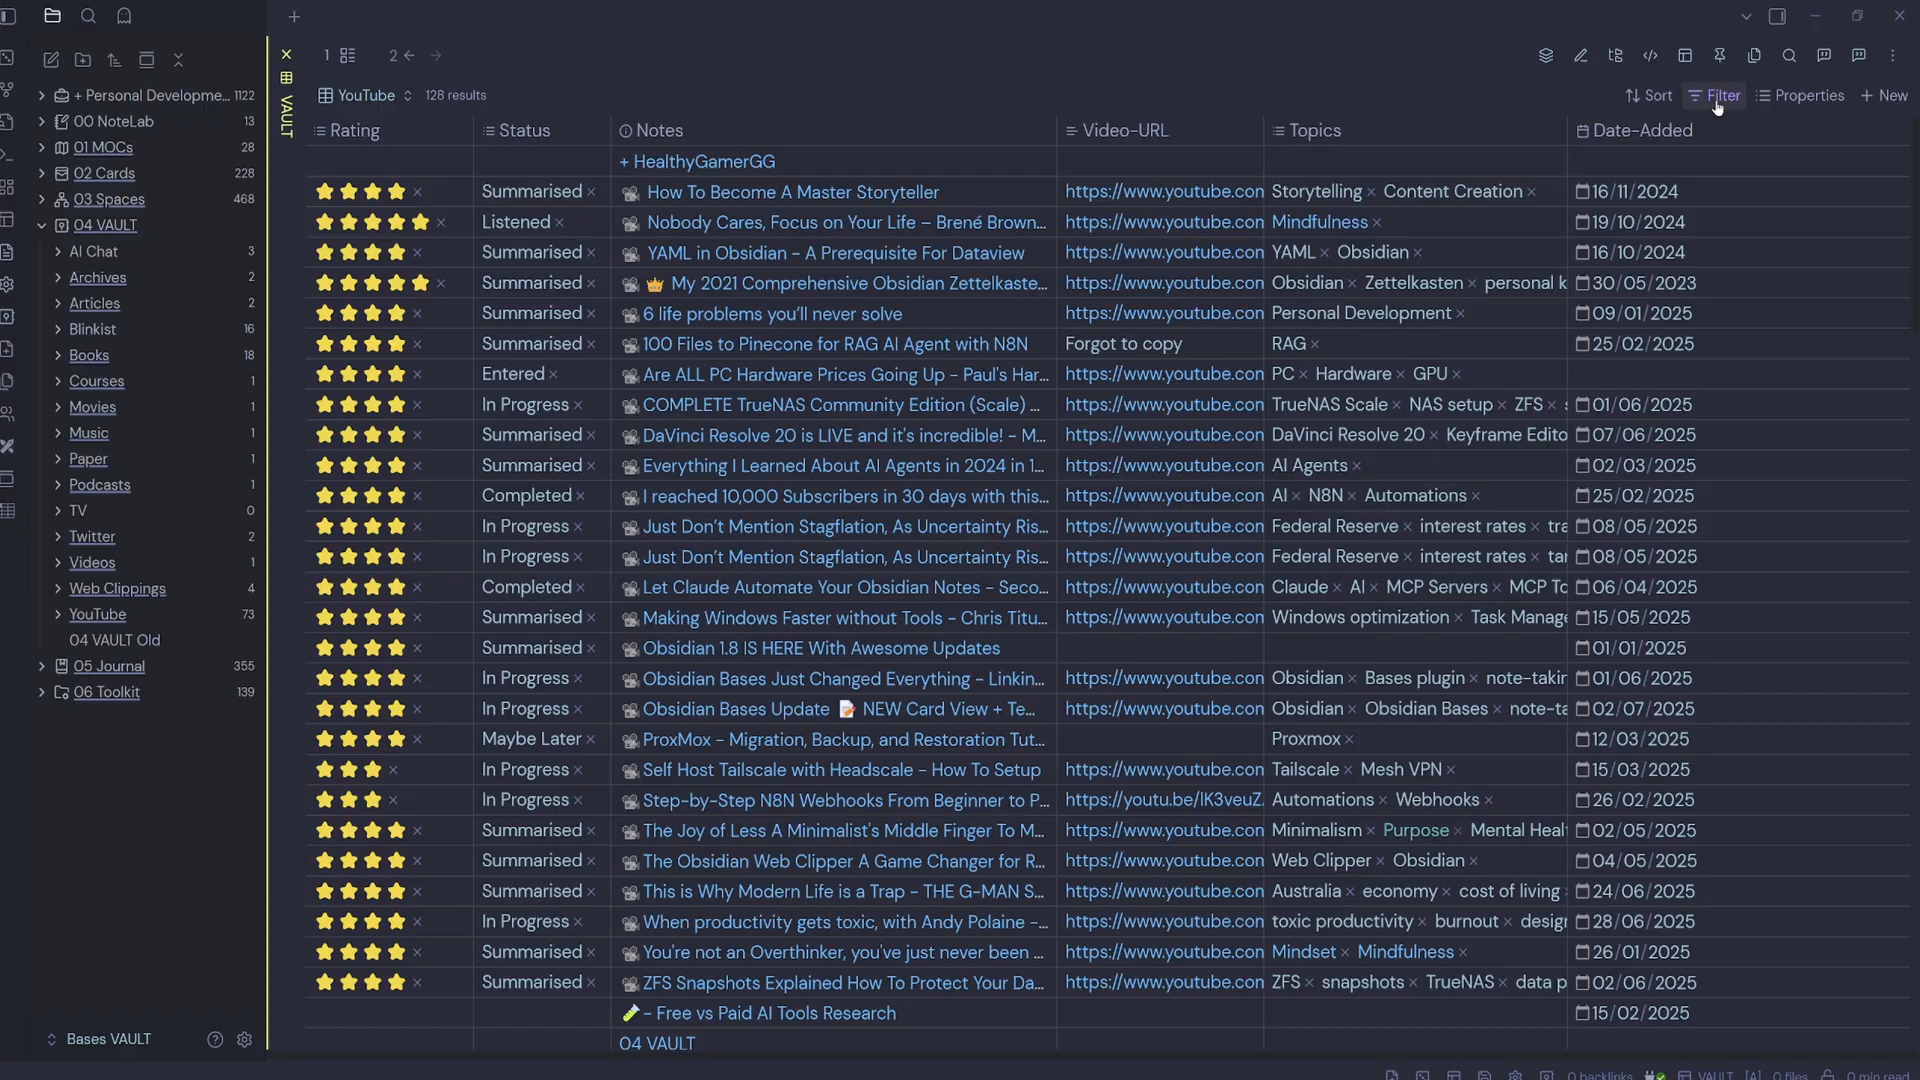 + Personal Developme... 1122
00 NoteLab 13
01 MOCs 28
02 Cards 228
03 Spaces 468
04 VAULT
AI Chat 3
Archives 2
Articles 2
Blinkist 16
Books 18
Courses 1
Movies 1
Music 1
Paper 1
Podcasts 1
TV 0
Twitter 2
Videos 1
Web Clippings 4
YouTube 73
04 VAULT Old
05 Journal 355
06 Toolkit 139
Bases VAULT
VAULT
1 2
YouTube 128 results Sort Filter Properties + New
Rating Status Notes Video-URL Topics Date-Added
+ HealthyGamerGG
Summarised × How To Become A Master Storyteller https://www.youtube.con Storytelling × Content Creation × 16/11/2024
Listened × Nobody Cares, Focus on Your Life – Brené Brown... https://www.youtube.con Mindfulness × 19/10/2024
Summarised × YAML in Obsidian – A Prerequisite For Dataview https://www.youtube.con YAML × Obsidian × 16/10/2024
Summarised × My 2021 Comprehensive Obsidian Zettelkaste... https://www.youtube.con Obsidian × Zettelkasten × personal k 30/05/2023
Summarised × 6 life problems you'll never solve https://www.youtube.con Personal Development × 09/01/2025
Summarised × 100 Files to Pinecone for RAG AI Agent with N8N Forgot to copy RAG × 25/02/2025
Entered × Are ALL PC Hardware Prices Going Up – Paul's Har... https://www.youtube.con PC × Hardware × GPU ×
In Progress × COMPLETE TrueNAS Community Edition (Scale) ... https://www.youtube.con TrueNAS Scale × NAS setup × ZFS × 01/06/2025
Summarised × DaVinci Resolve 20 is LIVE and it's incredible! – M... https://www.youtube.con DaVinci Resolve 20 × Keyframe Edito 07/06/2025
Summarised × Everything I Learned About AI Agents in 2024 in 1... https://www.youtube.con AI Agents × 02/03/2025
Completed × I reached 10,000 Subscribers in 30 days with this... https://www.youtube.con AI × N8N × Automations × 25/02/2025
In Progress × Just Don't Mention Stagflation, As Uncertainty Ris... https://www.youtube.con Federal Reserve × interest rates × tra 08/05/2025
In Progress × Just Don't Mention Stagflation, As Uncertainty Ris... https://www.youtube.con Federal Reserve × interest rates × tar 08/05/2025
Completed × Let Claude Automate Your Obsidian Notes – Seco... https://www.youtube.con Claude × AI × MCP Servers × MCP To 06/04/2025
Summarised × Making Windows Faster without Tools – Chris Titu... https://www.youtube.con Windows optimization × Task Manage 15/05/2025
Summarised × Obsidian 1.8 IS HERE With Awesome Updates 01/01/2025
In Progress × Obsidian Bases Just Changed Everything – Linkin... https://www.youtube.con Obsidian × Bases plugin × note-takir 01/06/2025
In Progress × Obsidian Bases Update NEW Card View + Te... https://www.youtube.con Obsidian × Obsidian Bases × note-ta 02/07/2025
Maybe Later × ProxMox – Migration, Backup, and Restoration Tut... Proxmox × 12/03/2025
In Progress × Self Host Tailscale with Headscale – How To Setup https://www.youtube.con Tailscale × Mesh VPN × 15/03/2025
In Progress × Step-by-Step N8N Webhooks From Beginner to P... https://youtu.be/lK3veuZ Automations × Webhooks × 26/02/2025
Summarised × The Joy of Less A Minimalist's Middle Finger To M... https://www.youtube.con Minimalism × Purpose × Mental Heal 02/05/2025
Summarised × The Obsidian Web Clipper A Game Changer for R... https://www.youtube.con Web Clipper × Obsidian × 04/05/2025
Summarised × This is Why Modern Life is a Trap – THE G-MAN S... https://www.youtube.con Australia × economy × cost of living 24/06/2025
In Progress × When productivity gets toxic, with Andy Polaine –... https://www.youtube.con toxic productivity × burnout × desigr 28/06/2025
Summarised × You're not an Overthinker, you've just never been ... https://www.youtube.con Mindset × Mindfulness × 26/01/2025
Summarised × ZFS Snapshots Explained How To Protect Your Da... https://www.youtube.con ZFS × snapshots × TrueNAS × data p 02/06/2025
– Free vs Paid AI Tools Research 15/02/2025
04 VAULT
0 backlinks VAULT [A] 0 files 0 min read